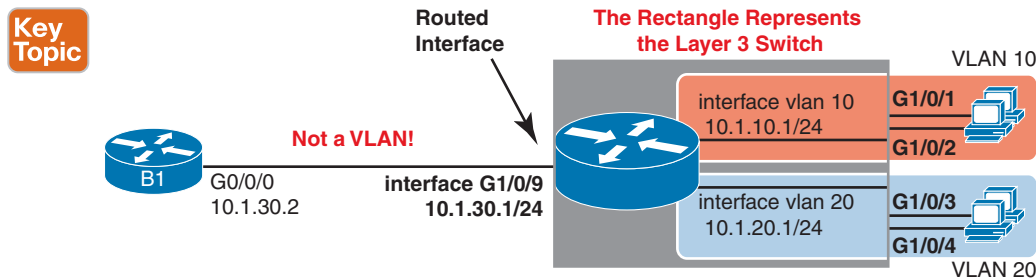 Key
Topic
Routed
Interface
The Rectangle Represents
the Layer 3 Switch
VLAN 10
interface vlan 10
10.1.10.1/24
G1/0/1
G1/0/2
Not a VLAN!
B1
G0/0/0
10.1.30.2
interface G1/0/9
10.1.30.1/24
interface vlan 20
10.1.20.1/24
G1/0/3
G1/0/4
VLAN 20